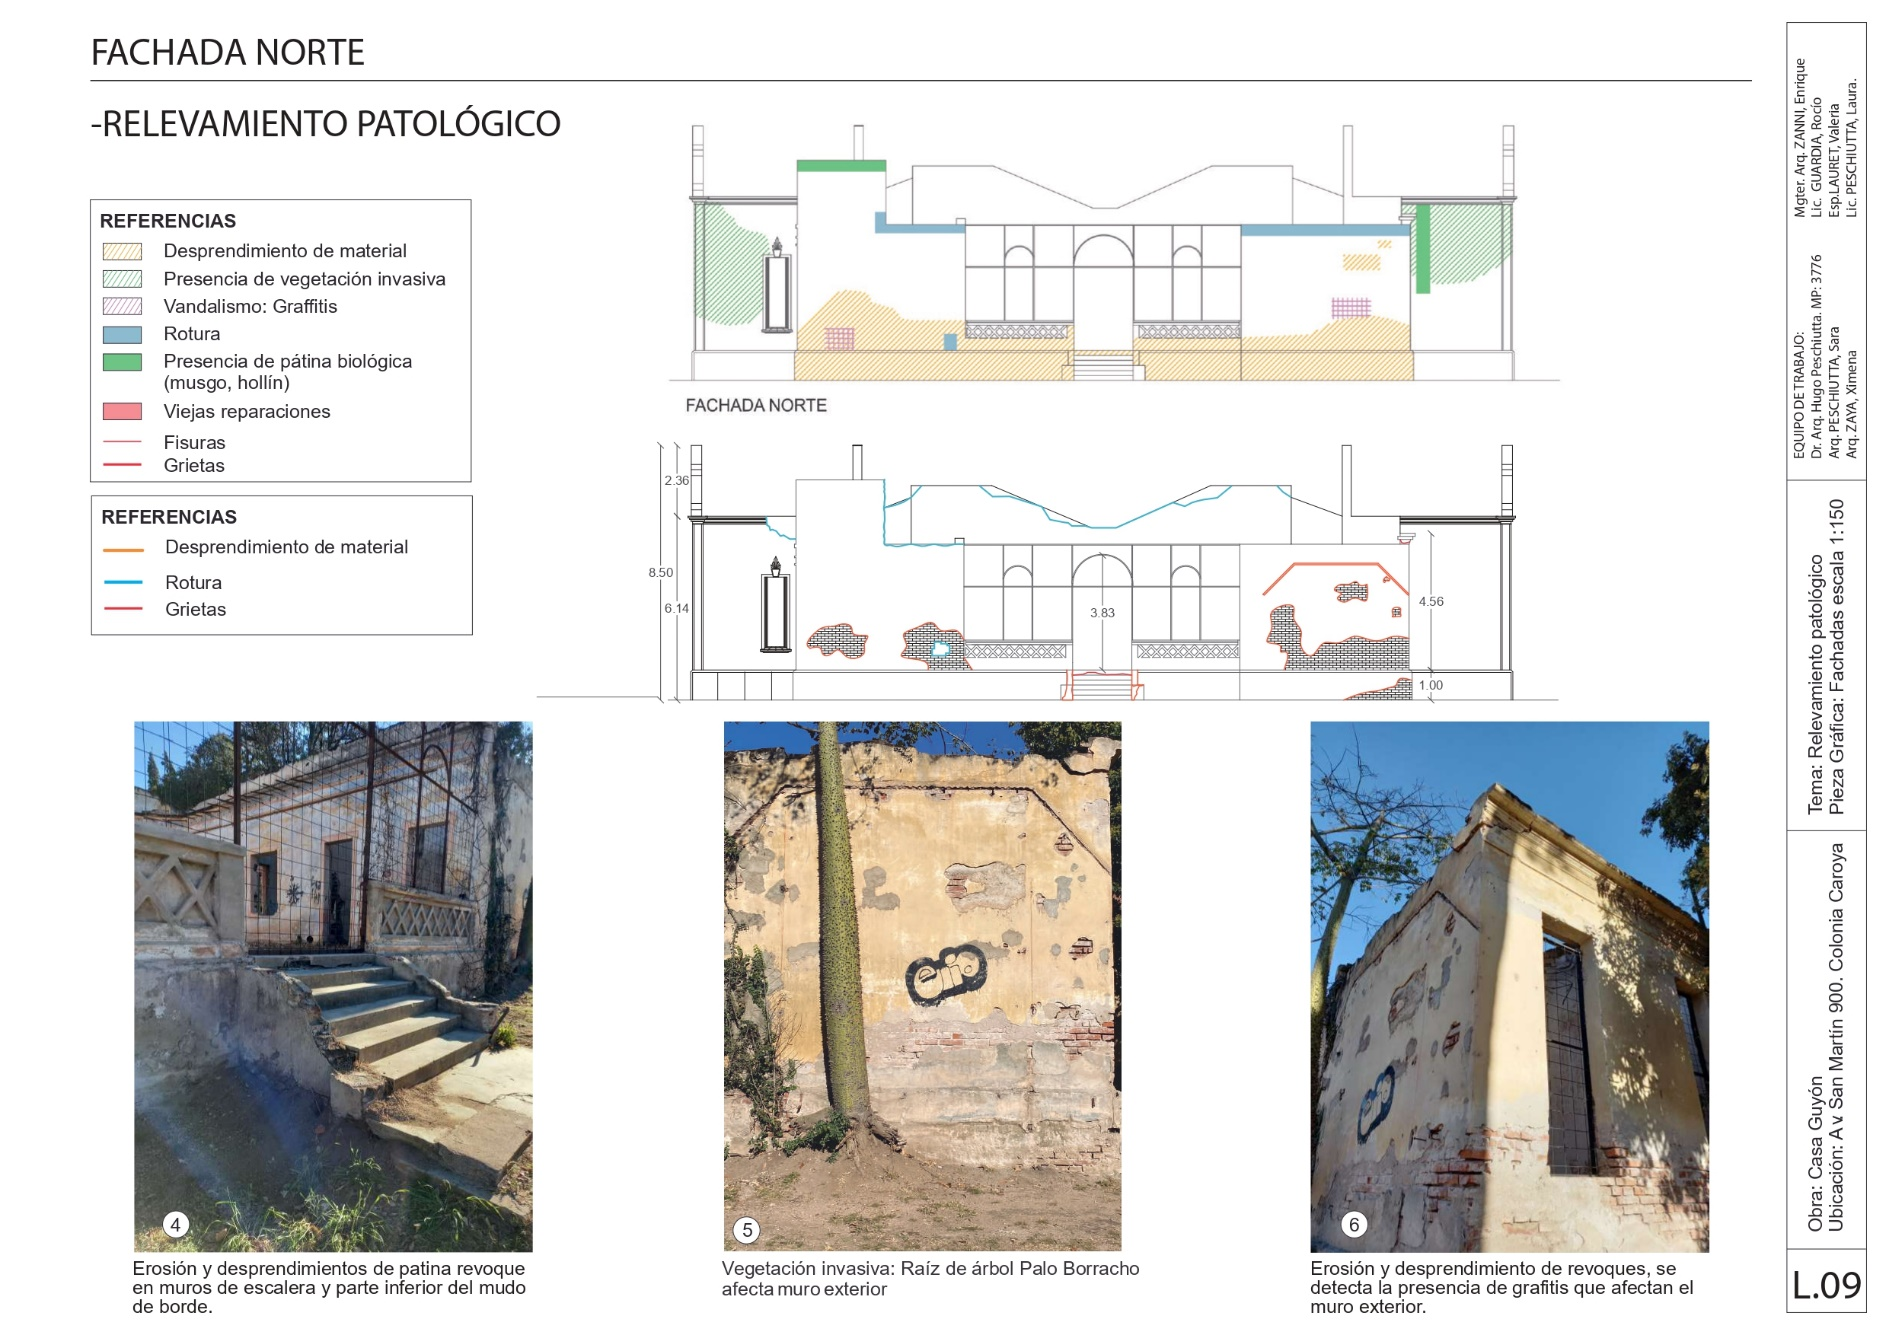 FACHADA NORTE
-RELEVAMIENTO PATOLÓGICO
REFERENCIAS
Desprendimiento de material
Presencia de vegetación invasiva
Vandalismo: Graffitis
Rotura
Presencia de pátina biológica
(musgo, hollín)
Viejas reparaciones
Fisuras
Grietas
REFERENCIAS
Desprendimiento de material
Rotura
Grietas
FACHADA NORTE
2.36
8.50
6.14
3.83
4.56
1.00
4
Erosión y desprendimientos de patina revoque
en muros de escalera y parte inferior del mudo
de borde.
5
Vegetación invasiva: Raíz de árbol Palo Borracho
afecta muro exterior
6
Erosión y desprendimiento de revoques, se
detecta la presencia de grafitis que afectan el
muro exterior.
Mgter. Arq. ZANNI, Enrique
Lic. GUARDIA, Rocío
Esp.LAURET, Valeria
Lic. PESCHIUTTA, Laura.
EQUIPO DE TRABAJO:
Dr. Arq. Hugo Peschiutta. MP: 3776
Arq. PESCHIUTTA, Sara
Arq. ZAYA, Ximena
Tema: Relevamiento patológico
Pieza Gráfica: Fachadas escala 1:150
Obra: Casa Guyón
Ubicación: Av. San Martín 900. Colonia Caroya
L.09